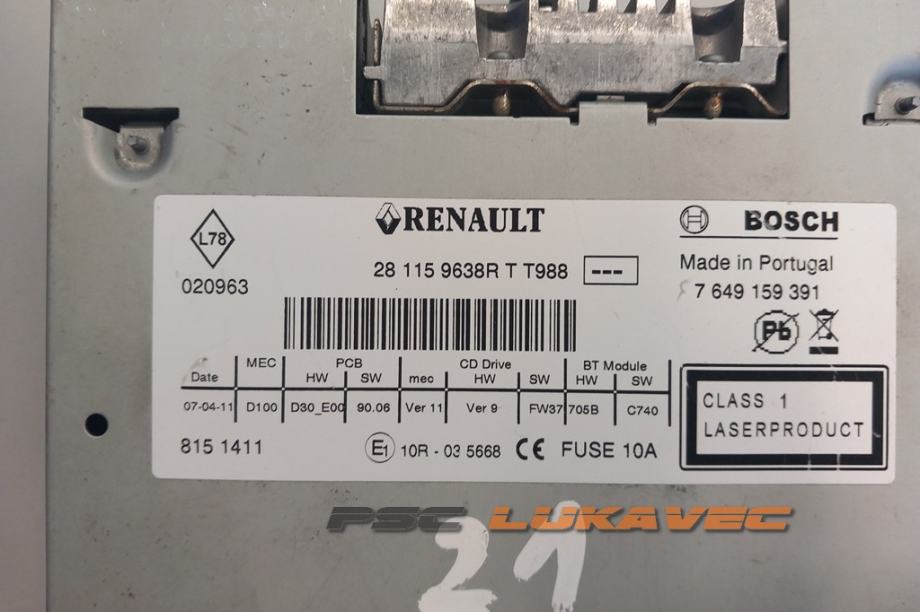 L78
020963
RENAULT
28 115 9638R T T988
---
BOSCH
Made in Portugal
7 649 159 391
Pb
Date MEC PCB CD Drive BT Module
HW SW mec HW SW HW SW
07-04-11 D100 D30_E00 90.06 Ver 11 Ver 9 FW37 705B C740
815 1411
E1 10R - 03 5668 CE FUSE 10A
CLASS 1
LASERPRODUCT
PSC LUKAVEC
21